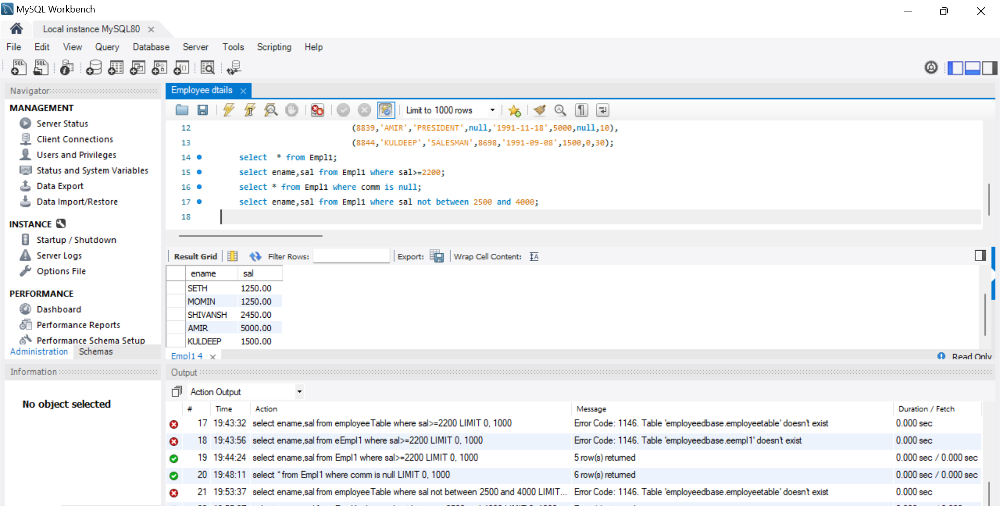 MySQL Workbench
Local instance MySQL80
File Edit View Query Database Server Tools Scripting Help
Navigator
MANAGEMENT
Server Status
Client Connections
Users and Privileges
Status and System Variables
Data Export
Data Import/Restore
INSTANCE
Startup / Shutdown
Server Logs
Options File
PERFORMANCE
Dashboard
Performance Reports
Performance Schema Setup
Administration Schemas
Information
No object selected
Employee dtails
Limit to 1000 rows
12 (8839,'AMIR','PRESIDENT',null,'1991-11-18',5000,null,10),
13 (8844,'KULDEEP','SALESMAN',8698,'1991-09-08',1500,0,30);
14 select * from Empl1;
15 select ename,sal from Empl1 where sal>=2200;
16 select * from Empl1 where comm is null;
17 select ename,sal from Empl1 where sal not between 2500 and 4000;
18
Result Grid Filter Rows: Export: Wrap Cell Content:
ename sal
SETH 1250.00
MOMIN 1250.00
SHIVANSH 2450.00
AMIR 5000.00
KULDEEP 1500.00
Empl1 4 Read Only
Output
Action Output
# Time Action Message Duration / Fetch
17 19:43:32 select ename,sal from employeeTable where sal>=2200 LIMIT 0, 1000 Error Code: 1146. Table 'employeedbase.employeetable' doesn't exist 0.000 sec
18 19:43:56 select ename,sal from eEmpl1 where sal>=2200 LIMIT 0, 1000 Error Code: 1146. Table 'employeedbase.eempl1' doesn't exist 0.000 sec
19 19:44:24 select ename,sal from Empl1 where sal>=2200 LIMIT 0, 1000 5 row(s) returned 0.000 sec / 0.000 sec
20 19:48:11 select * from Empl1 where comm is null LIMIT 0, 1000 6 row(s) returned 0.000 sec / 0.000 sec
21 19:53:37 select ename,sal from employeeTable where sal not between 2500 and 4000 LIMIT... Error Code: 1146. Table 'employeedbase.employeetable' doesn't exist 0.000 sec